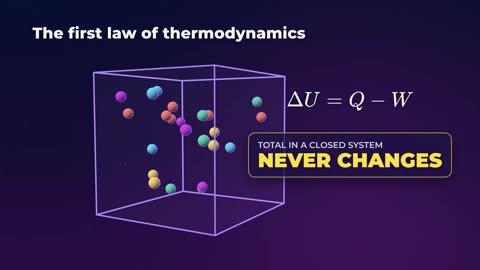 The first law of thermodynamics
ΔU = Q − W
TOTAL IN A CLOSED SYSTEM
NEVER CHANGES